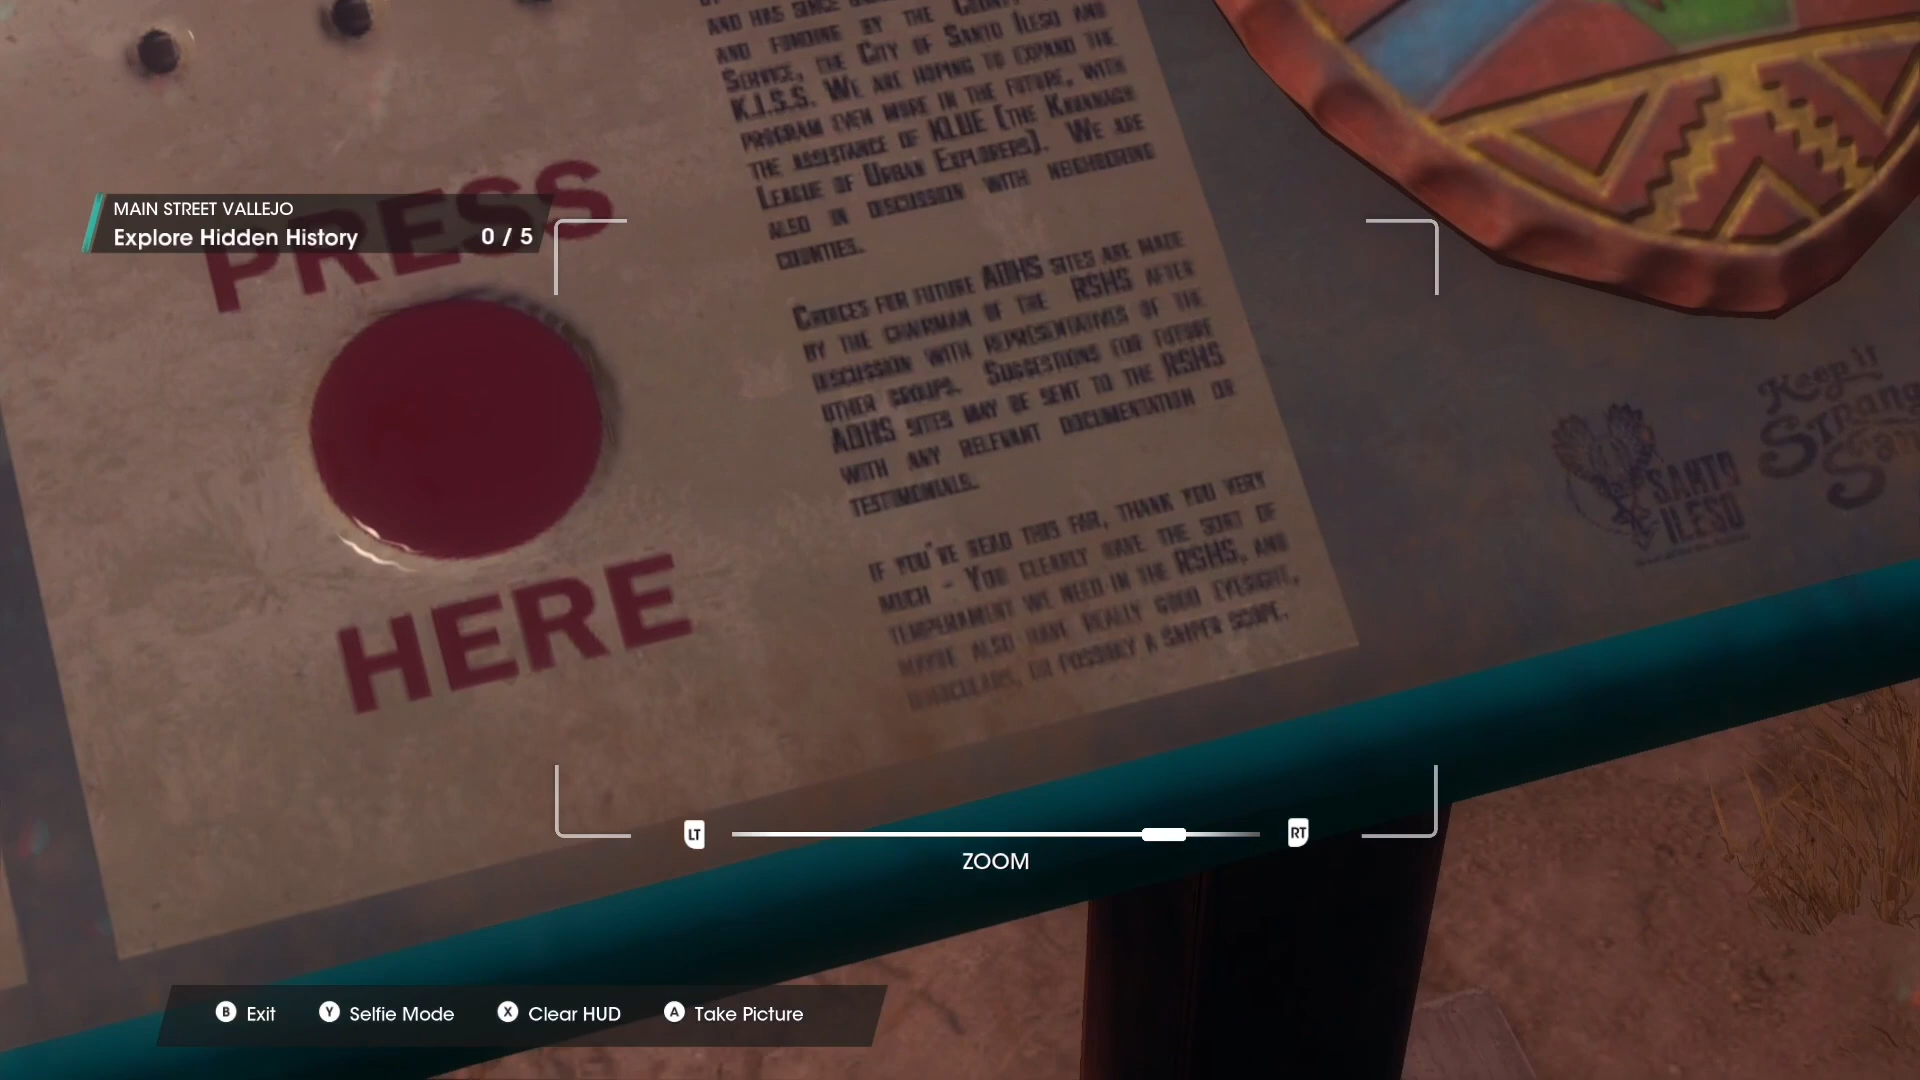 AND HAS SINCE
AND FUNDING BY THE
SERVICE, THE CITY OF SANTO ILESO AND
K.I.S.S. WE ARE HOPING TO EXPAND THE
PROGRAM EVEN MORE IN THE FUTURE, WITH
THE ASSISTANCE OF KLUE (THE KAVANAGH
LEAGUE OF URBAN EXPLORERS). WE ARE
ALSO IN DISCUSSION WITH NEIGHBORING
COUNTIES.
CHOICES FOR FUTURE ADHS SITES ARE MADE
BY THE CHAIRMAN OF THE RSHS AFTER
DISCUSSION WITH REPRESENTATIVES OF THE
OTHER GROUPS. SUGGESTIONS FOR FUTURE
ADHS SITES MAY BE SENT TO THE RSHS
WITH ANY RELEVANT DOCUMENTATION OR
TESTIMONIALS.
IF YOU'VE READ THIS FAR, THANK YOU VERY
MUCH - YOU CLEARLY HAVE THE SORT OF
TEMPERAMENT WE NEED IN THE RSHS, AND
MAYBE ALSO HAVE REALLY GOOD EYESIGHT,
BINOCULARS, OR POSSIBLY A SNIPER SCOPE.
PRESS
HERE
MAIN STREET VALLEJO
Explore Hidden History 0 / 5
SANTO
ILESO
Keep it
LT
RT
ZOOM
B Exit Y Selfie Mode X Clear HUD A Take Picture